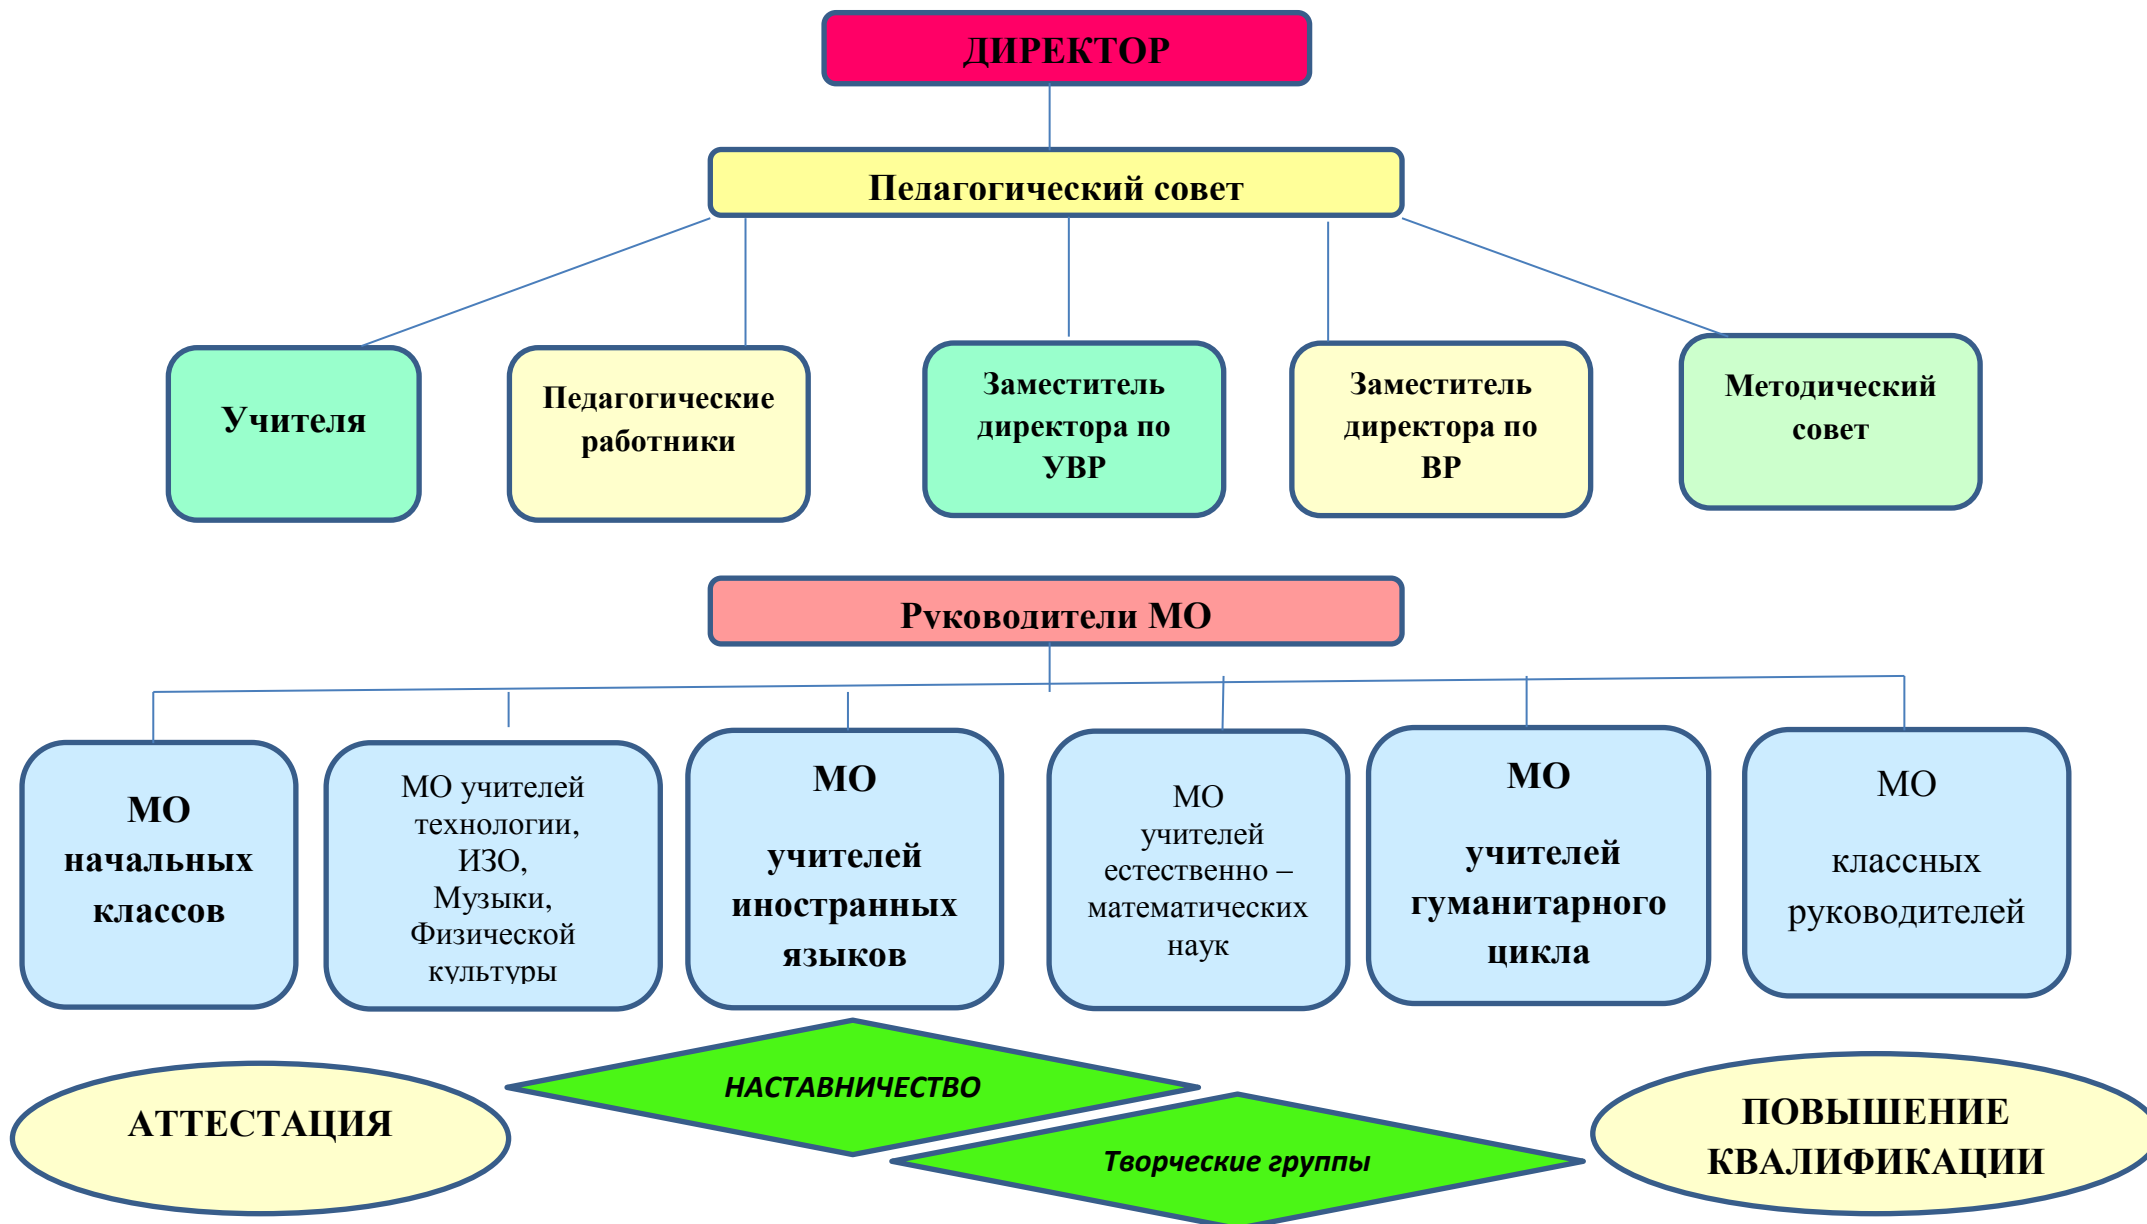 ДИРЕКТОР
Педагогический совет
Учителя
Педагогические
работники
Заместитель
директора по
УВР
Заместитель
директора по
ВР
Методический
совет
Руководители МО
МО
начальных
классов
МО учителей
технологии,
ИЗО,
Музыки,
Физической
культуры
МО
учителей
иностранных
языков
МО
учителей
естественно –
математических
наук
МО
учителей
гуманитарного
цикла
МО
классных
руководителей
АТТЕСТАЦИЯ
НАСТАВНИЧЕСТВО
Творческие группы
ПОВЫШЕНИЕ
КВАЛИФИКАЦИИ